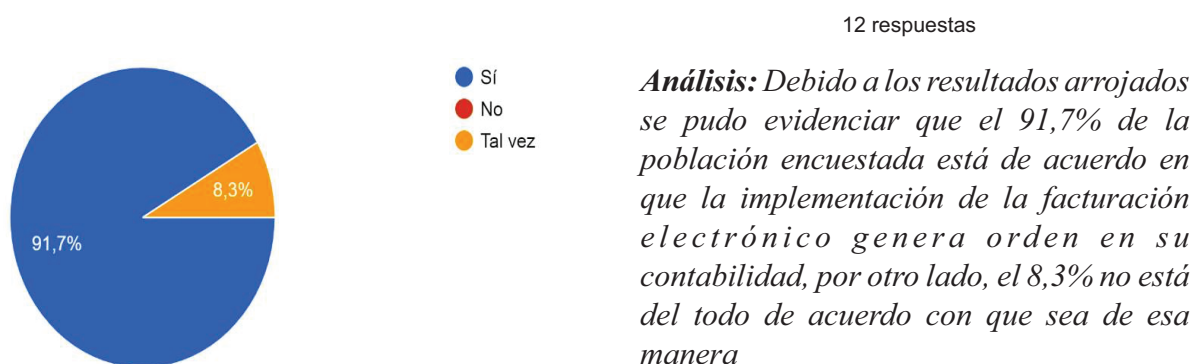 12 respuestas
Sí
No
Tal vez
8,3%
91,7%
Análisis: Debido a los resultados arrojados
se pudo evidenciar que el 91,7% de la
población encuestada está de acuerdo en
que la implementación de la facturación
electrónico genera orden en su
contabilidad, por otro lado, el 8,3% no está
del todo de acuerdo con que sea de esa
manera